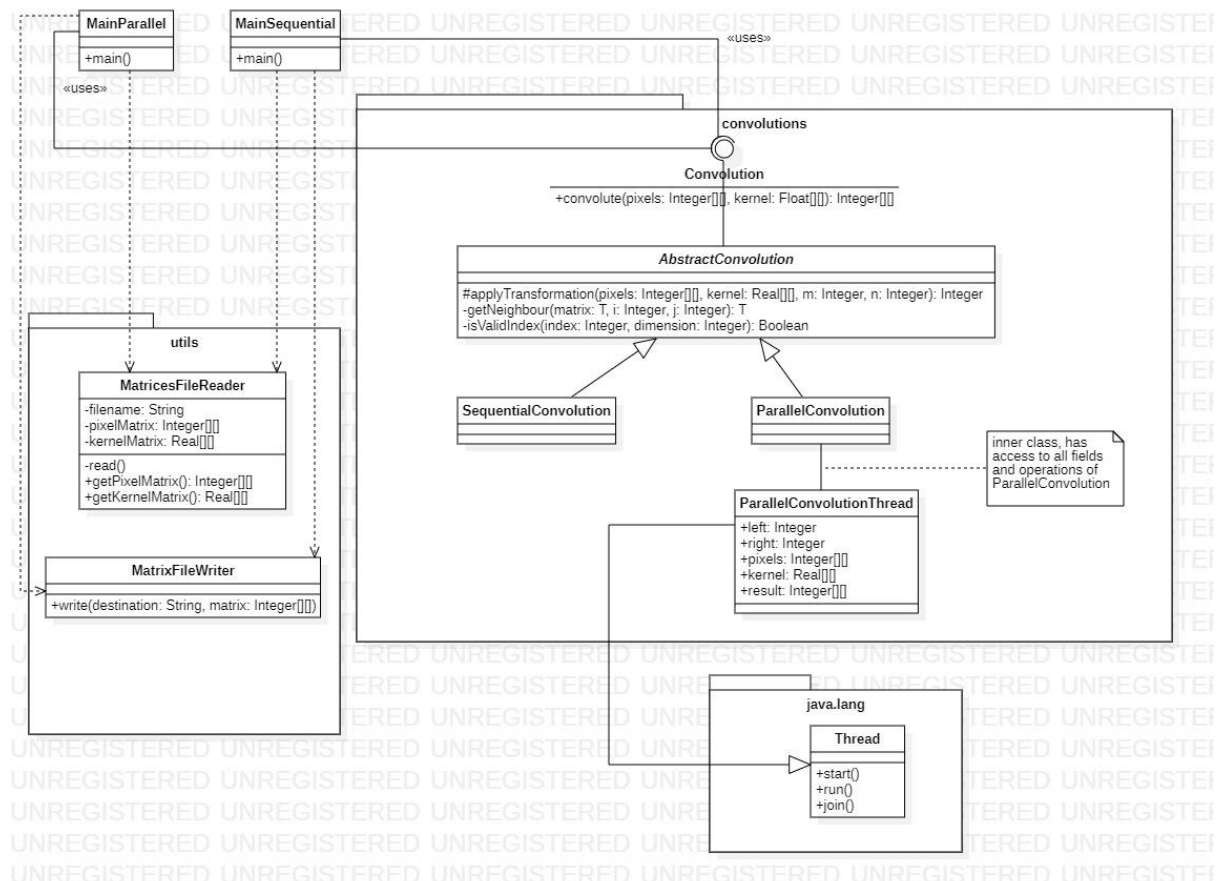 MainParallel
+main()
MainSequential
+main()
«uses»
«uses»
convolutions
Convolution
+convolute(pixels: Integer[][], kernel: Float[][]): Integer[][]
AbstractConvolution
#applyTransformation(pixels: Integer[][], kernel: Real[][], m: Integer, n: Integer): Integer
-getNeighbour(matrix: T, i: Integer, j: Integer): T
-isValidIndex(index: Integer, dimension: Integer): Boolean
SequentialConvolution
ParallelConvolution
inner class, has
access to all fields
and operations of
ParallelConvolution
ParallelConvolutionThread
+left: Integer
+right: Integer
+pixels: Integer[][]
+kernel: Real[][]
+result: Integer[][]
utils
MatricesFileReader
-filename: String
-pixelMatrix: Integer[][]
-kernelMatrix: Real[][]
-read()
+getPixelMatrix(): Integer[][]
+getKernelMatrix(): Real[][]
MatrixFileWriter
+write(destination: String, matrix: Integer[][])
java.lang
Thread
+start()
+run()
+join()
UNREGISTERED